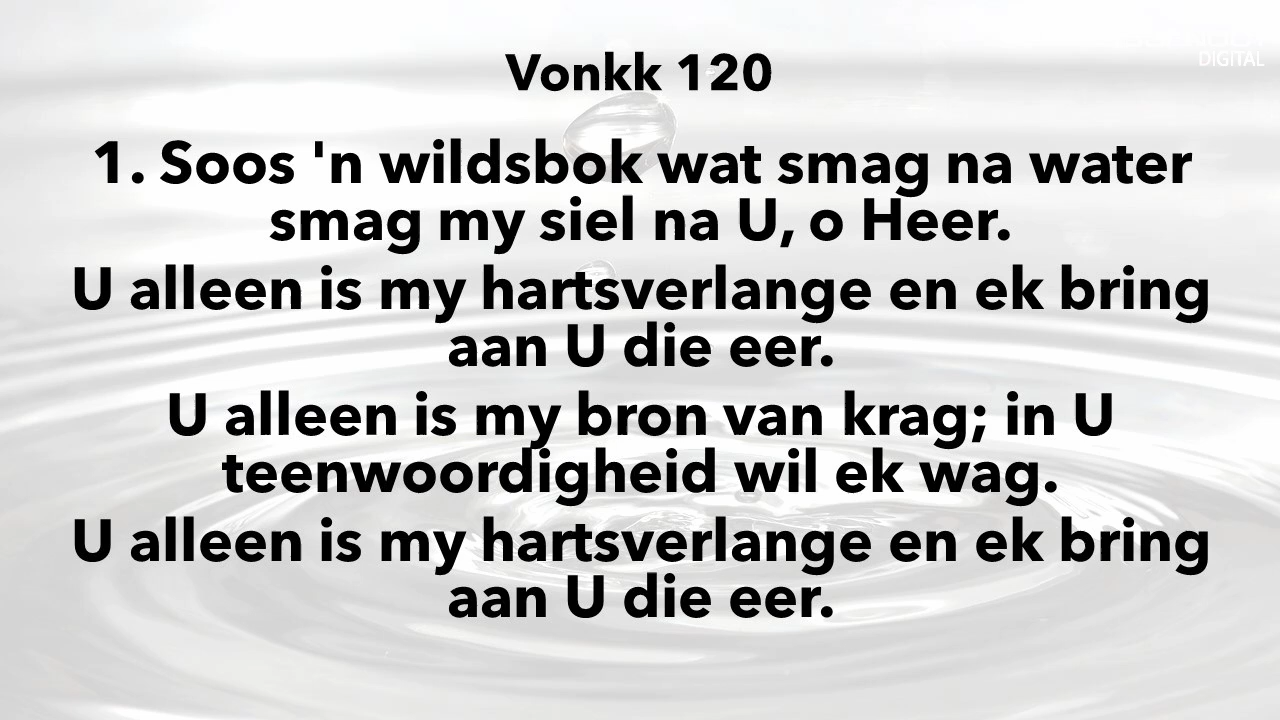 DIGITAL
Vonkk 120
1. Soos 'n wildsbok wat smag na water
smag my siel na U, o Heer.
U alleen is my hartsverlange en ek bring
aan U die eer.
U alleen is my bron van krag; in U
teenwoordigheid wil ek wag.
U alleen is my hartsverlange en ek bring
aan U die eer.